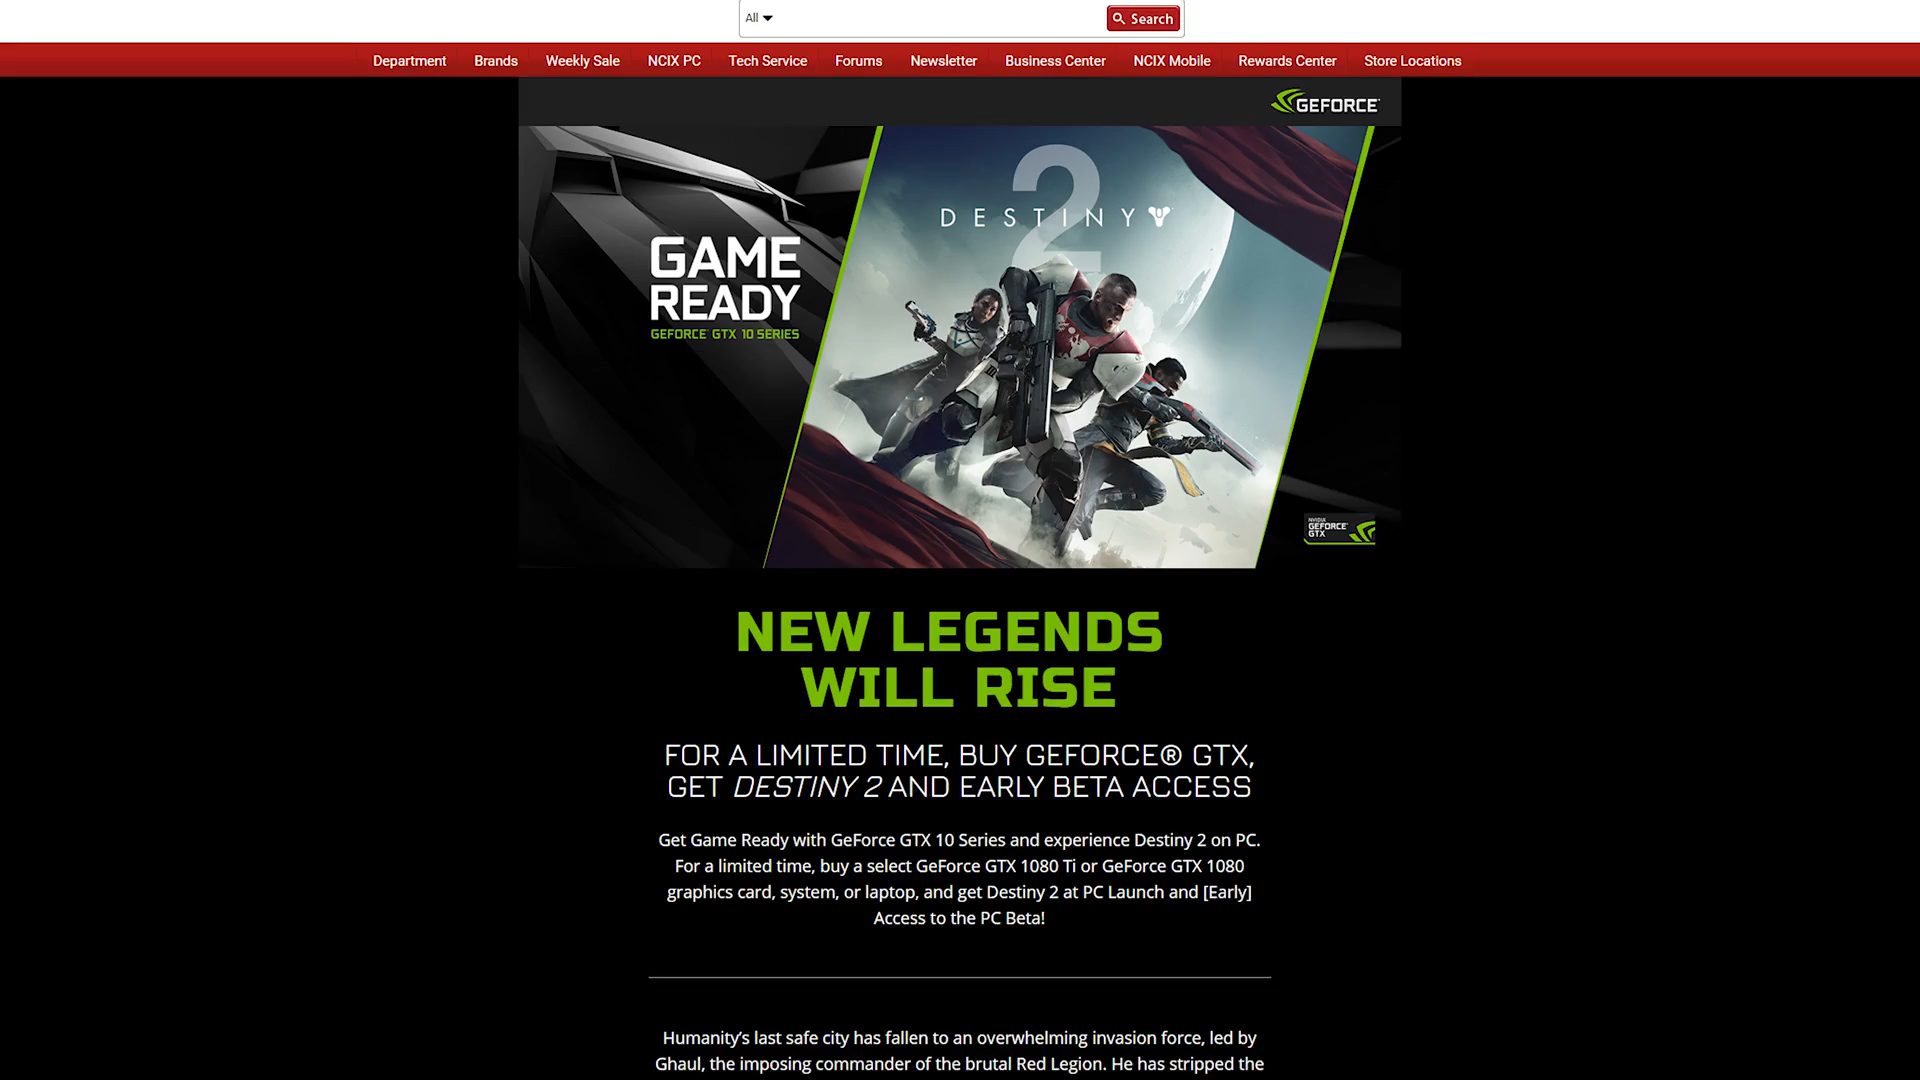 All
Search
Department Brands Weekly Sale NCIX PC Tech Service Forums Newsletter Business Center NCIX Mobile Rewards Center Store Locations
GEFORCE
2
DESTINY
GAME
READY
GEFORCE GTX 10 SERIES
NVIDIA
GEFORCE
GTX
NEW LEGENDS
WILL RISE
FOR A LIMITED TIME, BUY GEFORCE® GTX,
GET DESTINY 2 AND EARLY BETA ACCESS
Get Game Ready with GeForce GTX 10 Series and experience Destiny 2 on PC.
For a limited time, buy a select GeForce GTX 1080 Ti or GeForce GTX 1080
graphics card, system, or laptop, and get Destiny 2 at PC Launch and [Early]
Access to the PC Beta!
Humanity’s last safe city has fallen to an overwhelming invasion force, led by
Ghaul, the imposing commander of the brutal Red Legion. He has stripped the